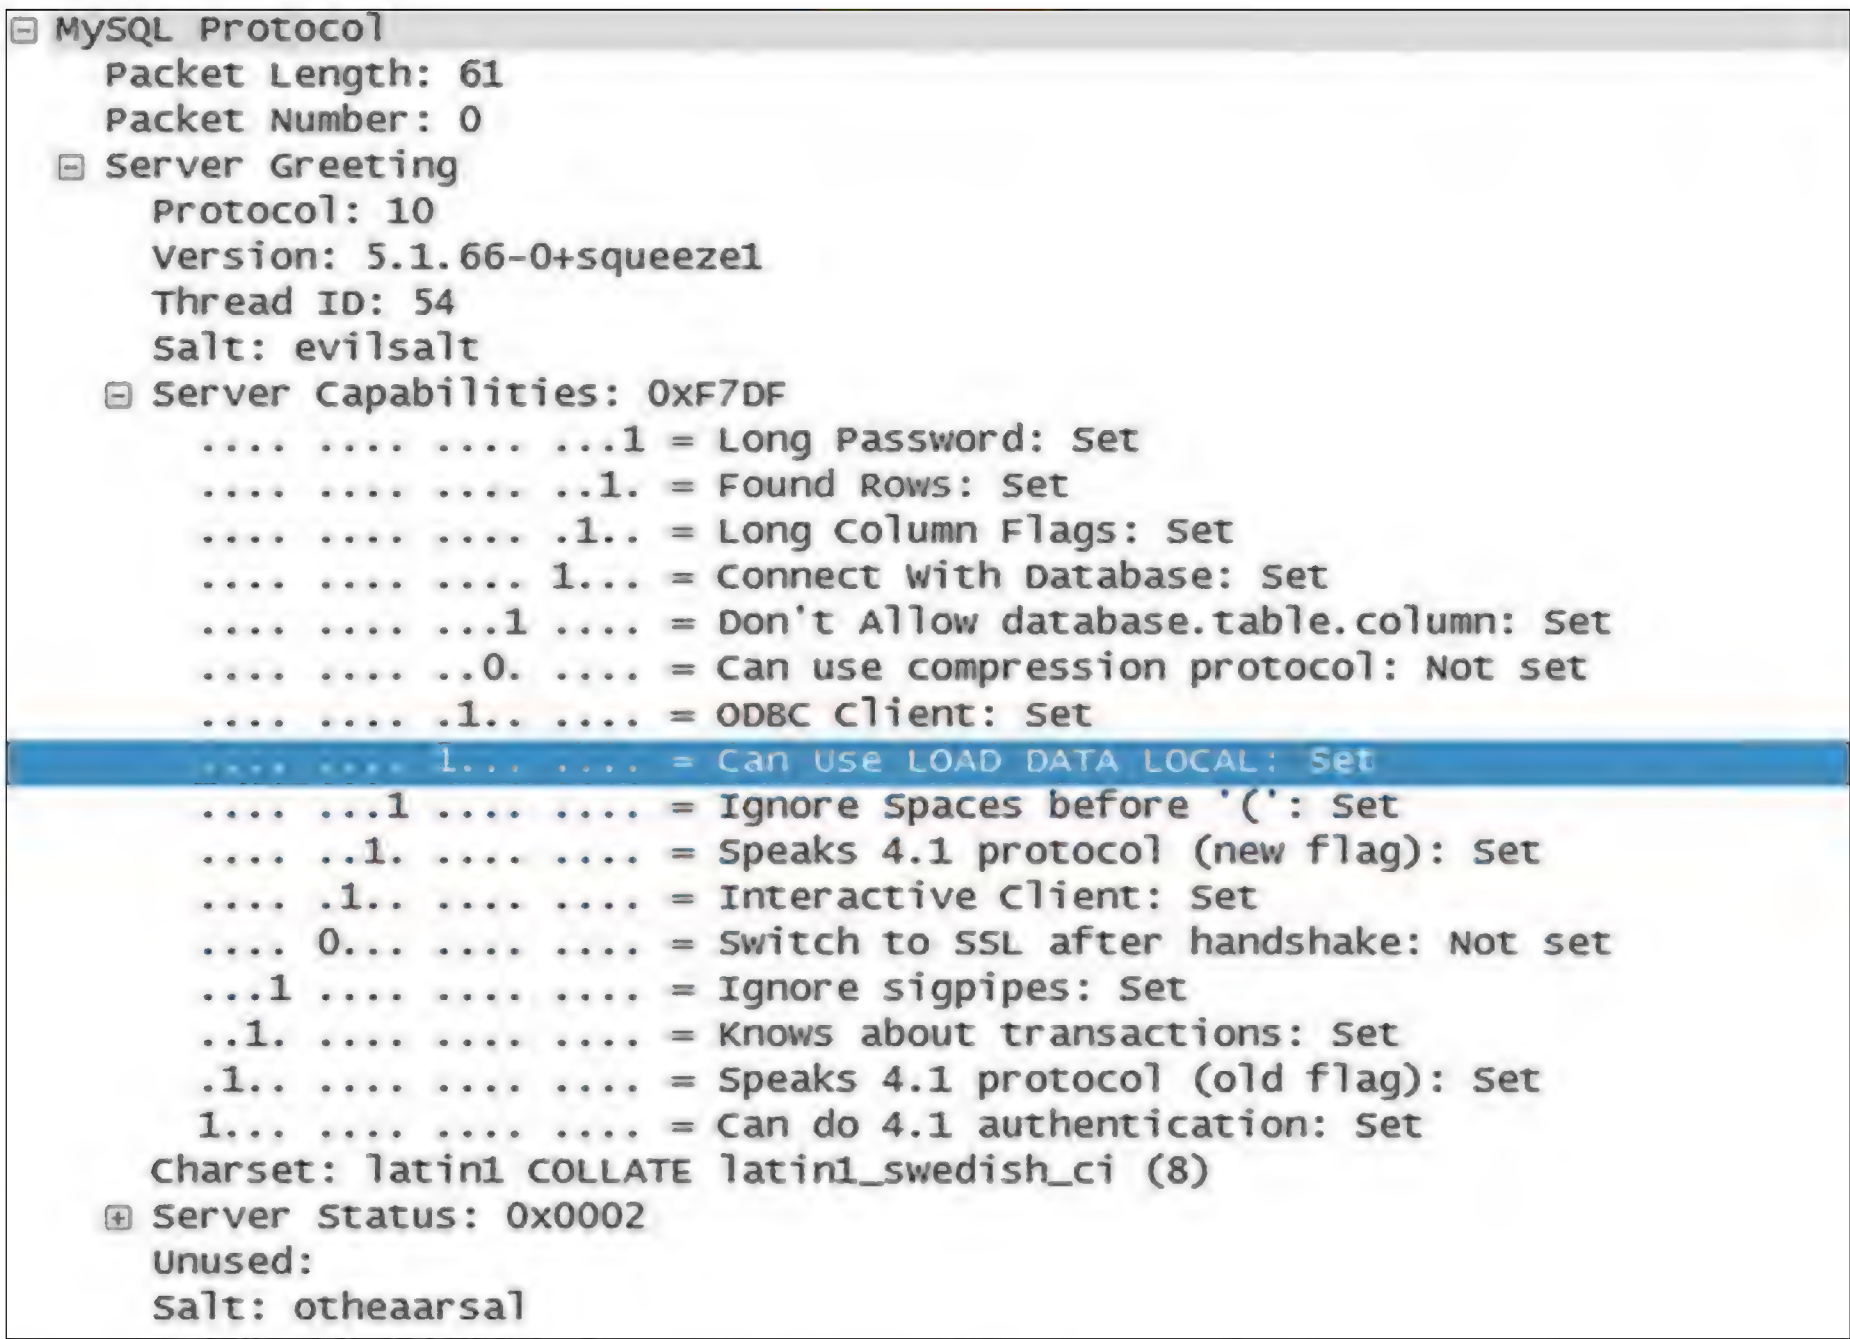 MySQL Protocol
Packet Length: 61
Packet Number: 0
Server Greeting
Protocol: 10
Version: 5.1.66-0+squeeze1
Thread ID: 54
Salt: evilsalt
Server Capabilities: 0xF7DF
.... .... .... ...1 = Long Password: Set
.... .... .... ..1. = Found Rows: Set
.... .... .... .1.. = Long Column Flags: Set
.... .... .... 1... = Connect With Database: Set
.... .... ...1 .... = Don't Allow database.table.column: Set
.... .... ..0. .... = Can use compression protocol: Not set
.... .... .1.. .... = ODBC Client: Set
.... .... 1... .... = Can Use LOAD DATA LOCAL: Set
.... ...1 .... .... = Ignore Spaces before '(': Set
.... ..1. .... .... = Speaks 4.1 protocol (new flag): Set
.... .1.. .... .... = Interactive Client: Set
.... 0... .... .... = Switch to SSL after handshake: Not set
...1 .... .... .... = Ignore sigpipes: Set
..1. .... .... .... = Knows about transactions: Set
.1.. .... .... .... = Speaks 4.1 protocol (old flag): Set
1... .... .... .... = Can do 4.1 authentication: Set
Charset: latin1 COLLATE latin1_swedish_ci (8)
Server Status: 0x0002
Unused:
Salt: otheaarsal